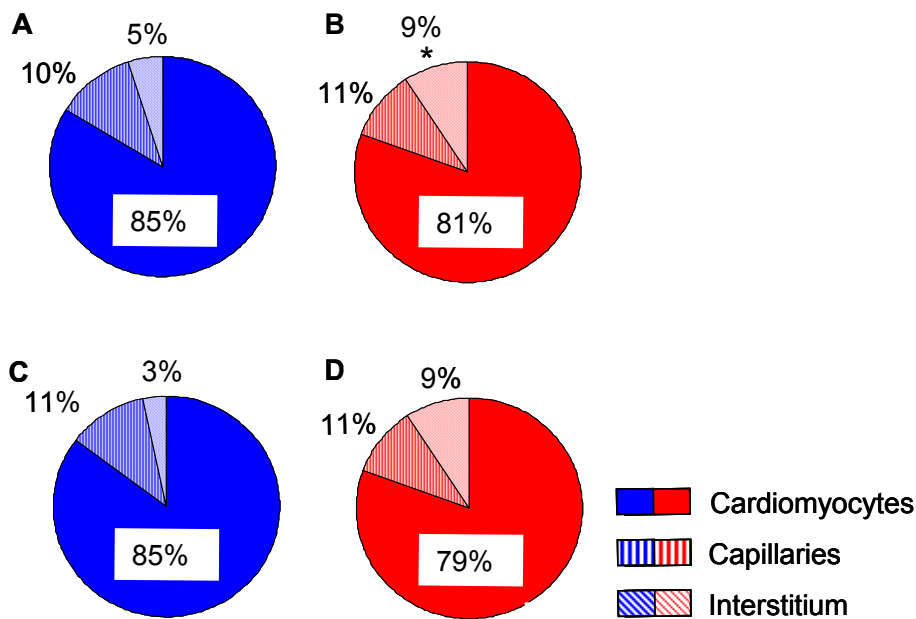 A
5%
10%
85%
B
9%
*
11%
81%
C
3%
11%
85%
D
9%
11%
79%
Cardiomyocytes
Capillaries
Interstitium